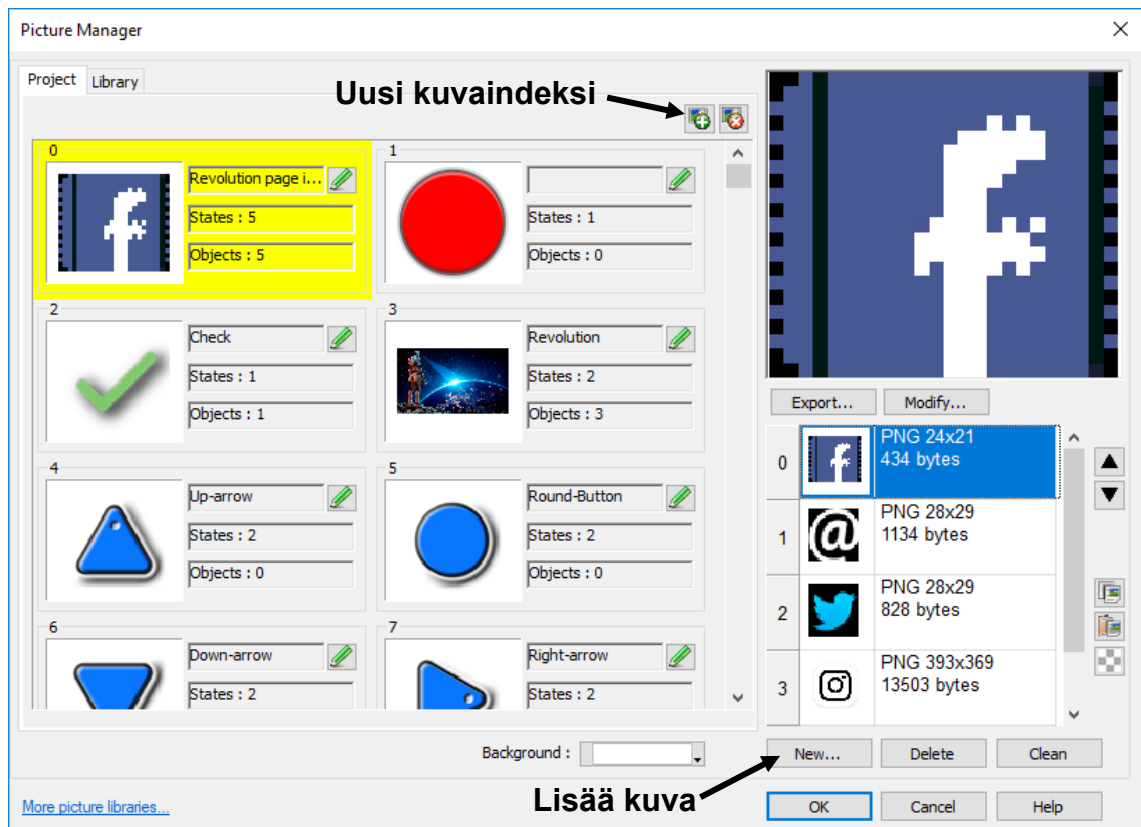 Picture Manager
Project
Library
Uusi kuvaindeksi
0
Revolution page i...
States : 5
Objects : 5
1
States : 1
Objects : 0
2
Check
States : 1
Objects : 1
3
Revolution
States : 2
Objects : 3
4
Up-arrow
States : 2
Objects : 0
5
Round-Button
States : 2
Objects : 0
6
Down-arrow
States : 2
7
Right-arrow
States : 2
Export...
Modify...
0
PNG 24x21
434 bytes
1
PNG 28x29
1134 bytes
2
PNG 28x29
828 bytes
3
PNG 393x369
13503 bytes
Background :
New...
Delete
Clean
More picture libraries...
Lisää kuva
OK
Cancel
Help